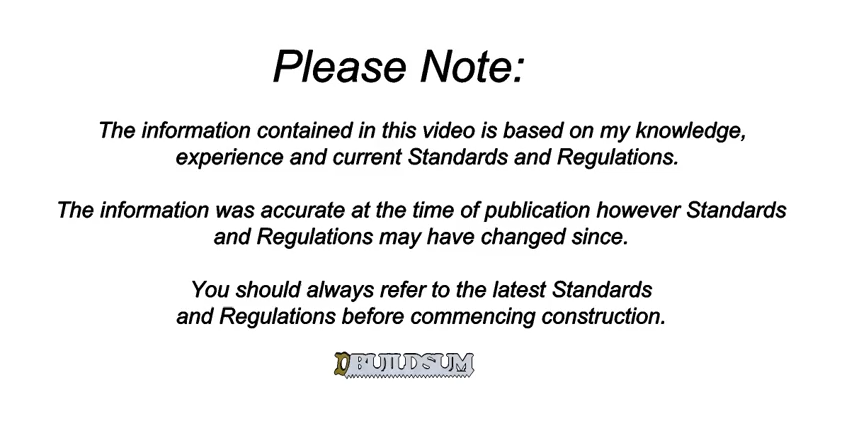 Please Note:
The information contained in this video is based on my knowledge,
experience and current Standards and Regulations.
The information was accurate at the time of publication however Standards
and Regulations may have changed since.
You should always refer to the latest Standards
and Regulations before commencing construction.
BUILDSUM